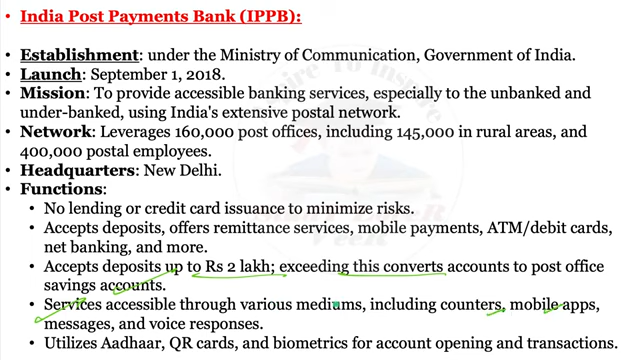 India Post Payments Bank (IPPB):
Establishment: under the Ministry of Communication, Government of India.
Launch: September 1, 2018.
Mission: To provide accessible banking services, especially to the unbanked and
under-banked, using India's extensive postal network.
Network: Leverages 160,000 post offices, including 145,000 in rural areas, and
400,000 postal employees.
Headquarters: New Delhi.
Functions:
No lending or credit card issuance to minimize risks.
Accepts deposits, offers remittance services, mobile payments, ATM/debit cards,
net banking, and more.
Accepts deposits up to Rs 2 lakh; exceeding this converts accounts to post office
savings accounts.
Services accessible through various mediums, including counters, mobile apps,
messages, and voice responses.
Utilizes Aadhaar, QR cards, and biometrics for account opening and transactions.